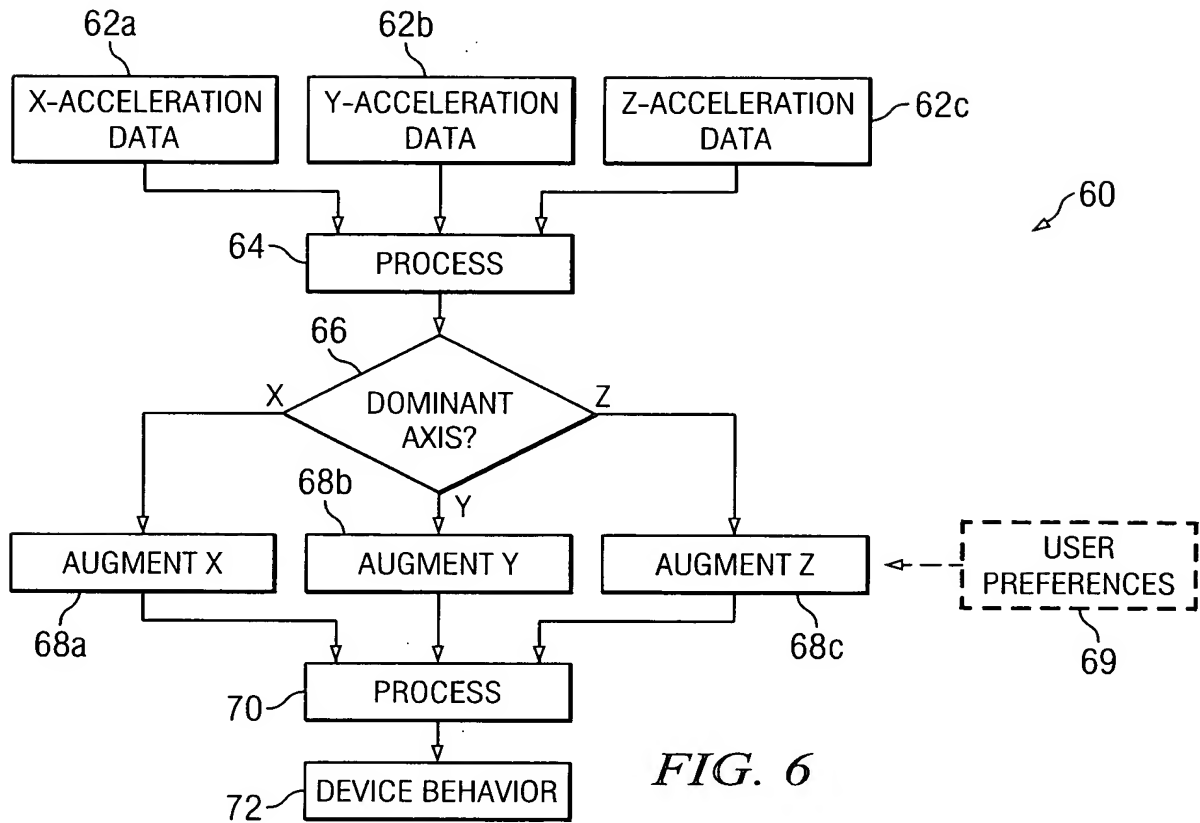 62a
62b
X-ACCELERATION
DATA
Y-ACCELERATION
DATA
Z-ACCELERATION
DATA
62c
60
64
PROCESS
66
X
DOMINANT
AXIS?
Z
Y
68b
AUGMENT X
AUGMENT Y
AUGMENT Z
USER
PREFERENCES
68a
68c
69
70
PROCESS
72
DEVICE BEHAVIOR
FIG. 6